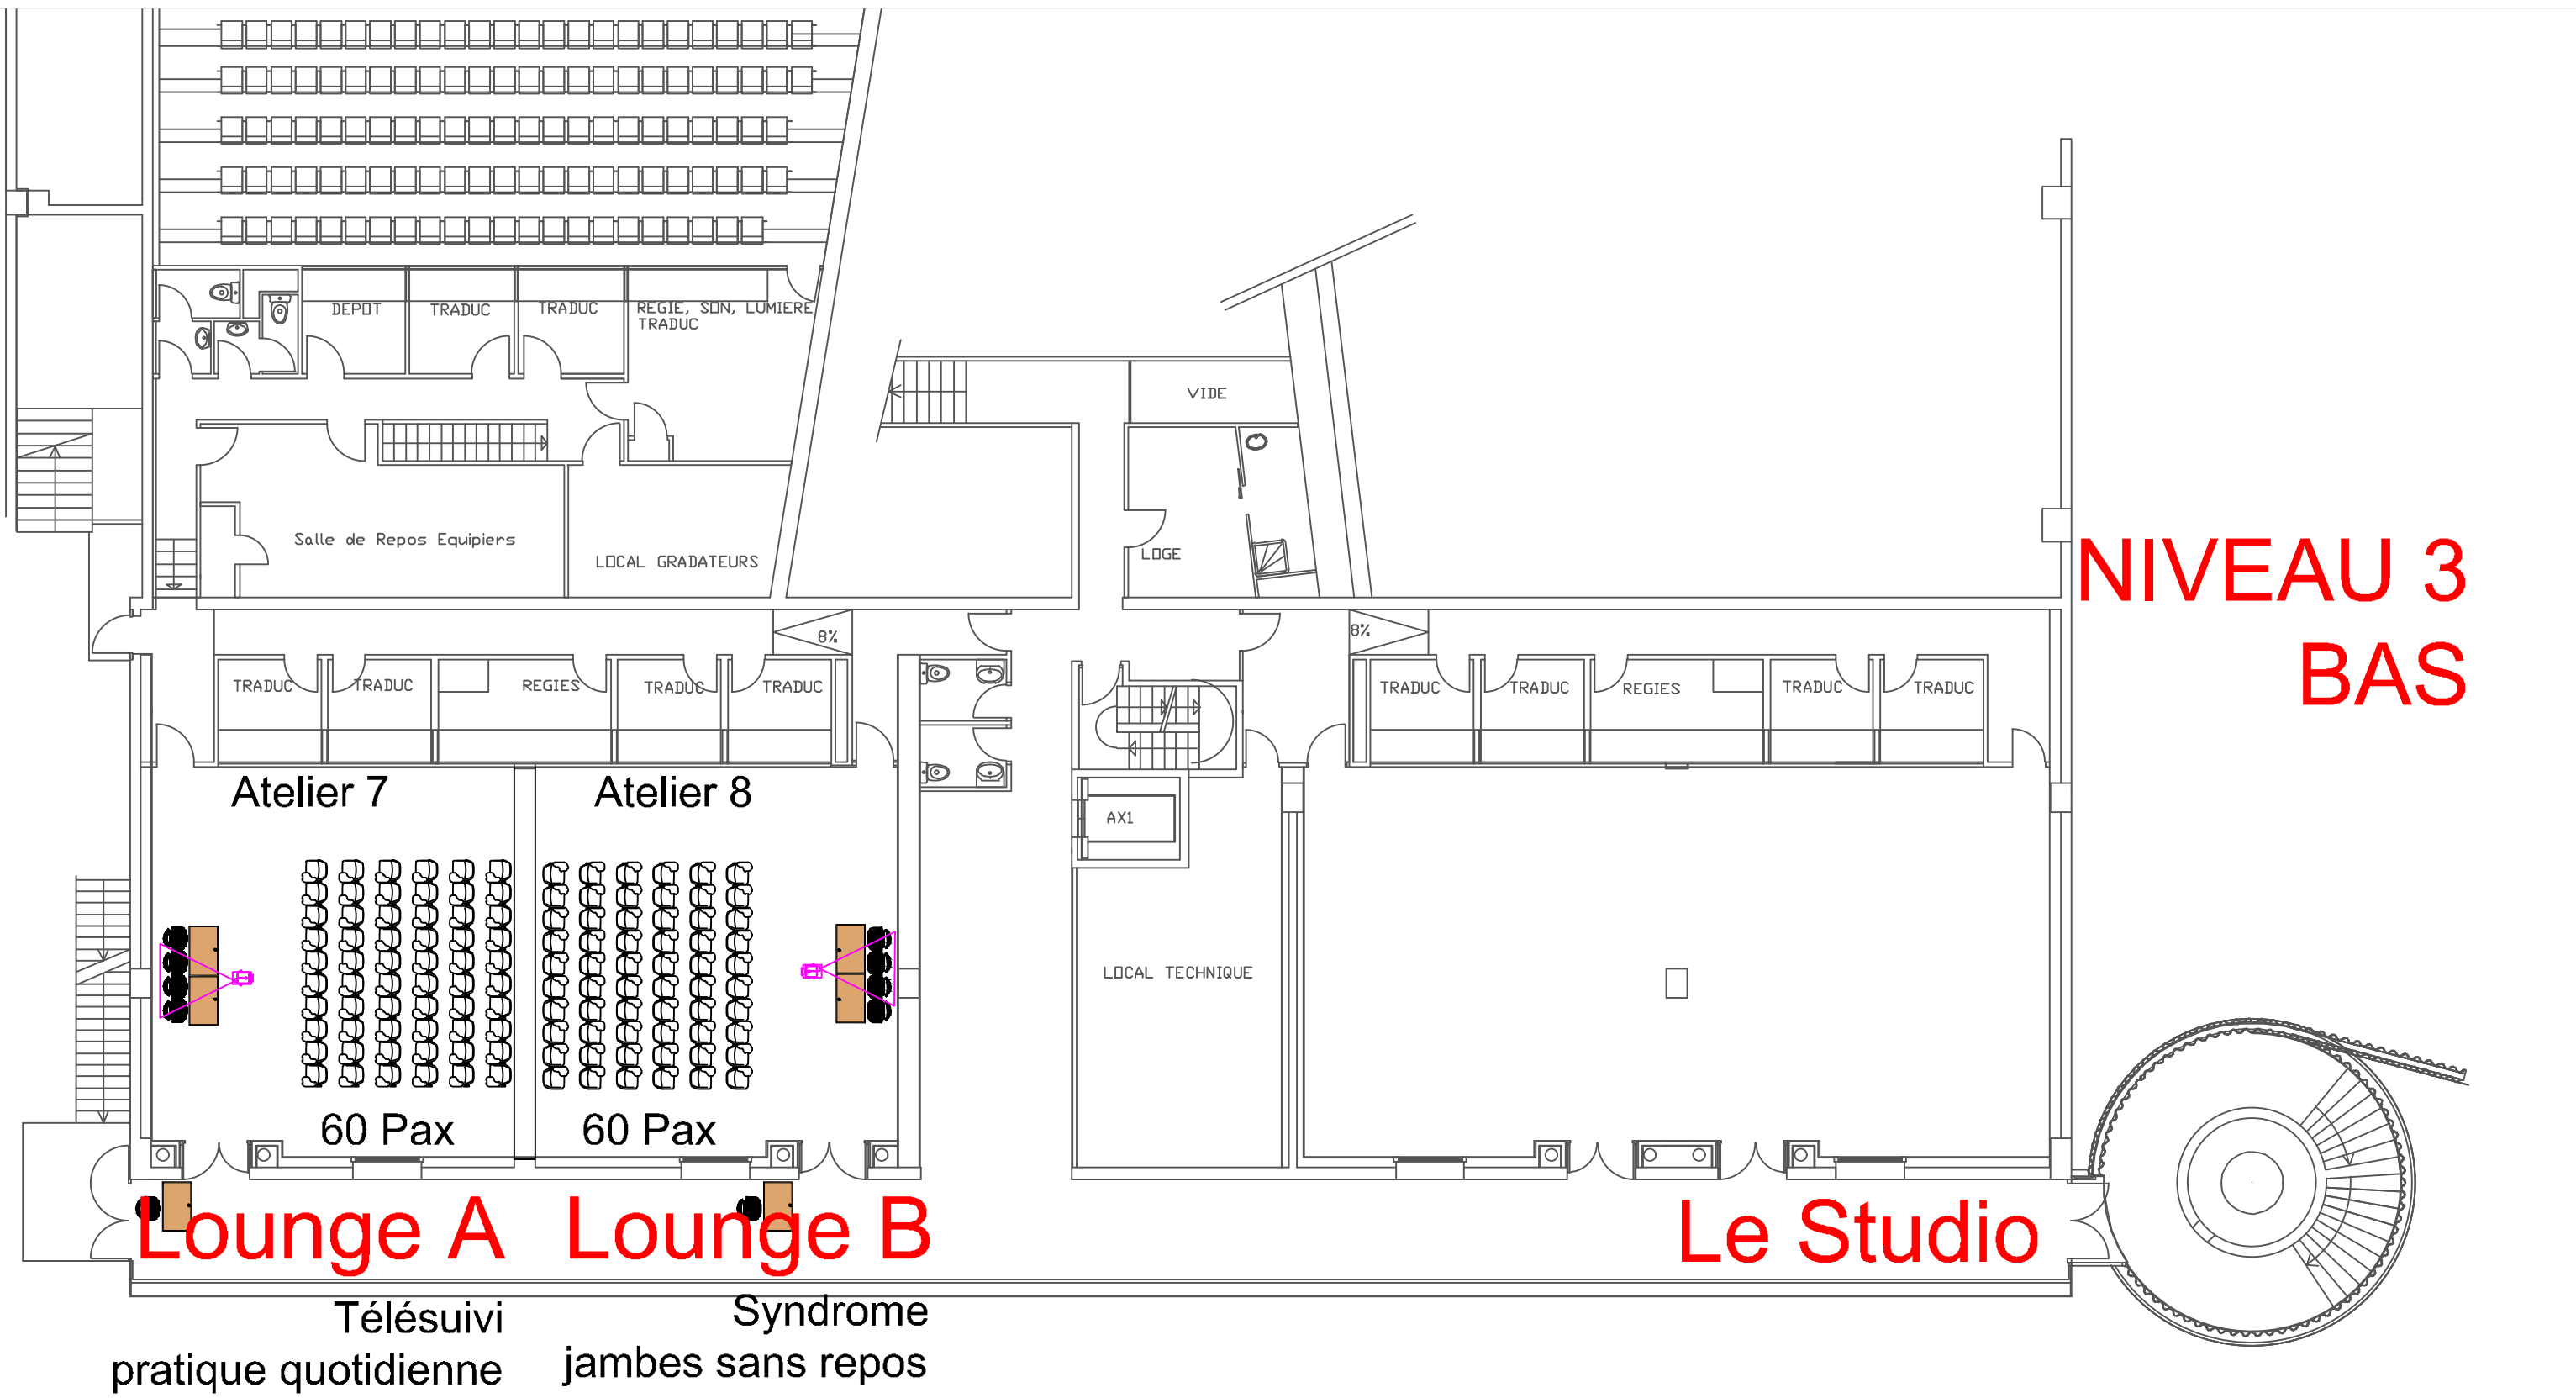 DEPOT
TRADUC
TRADUC
REGIE, SON, LUMIERE
TRADUC
VIDE
Salle de Repos Equipiers
LOCAL GRADATEURS
LOGE
NIVEAU 3
BAS
8%
8%
TRADUC
TRADUC
REGIES
TRADUC
TRADUC
TRADUC
TRADUC
REGIES
TRADUC
TRADUC
Atelier 7
Atelier 8
AX1
LOCAL TECHNIQUE
60 Pax
60 Pax
Lounge A
Lounge B
Le Studio
Télésuivi
pratique quotidienne
Syndrome
jambes sans repos